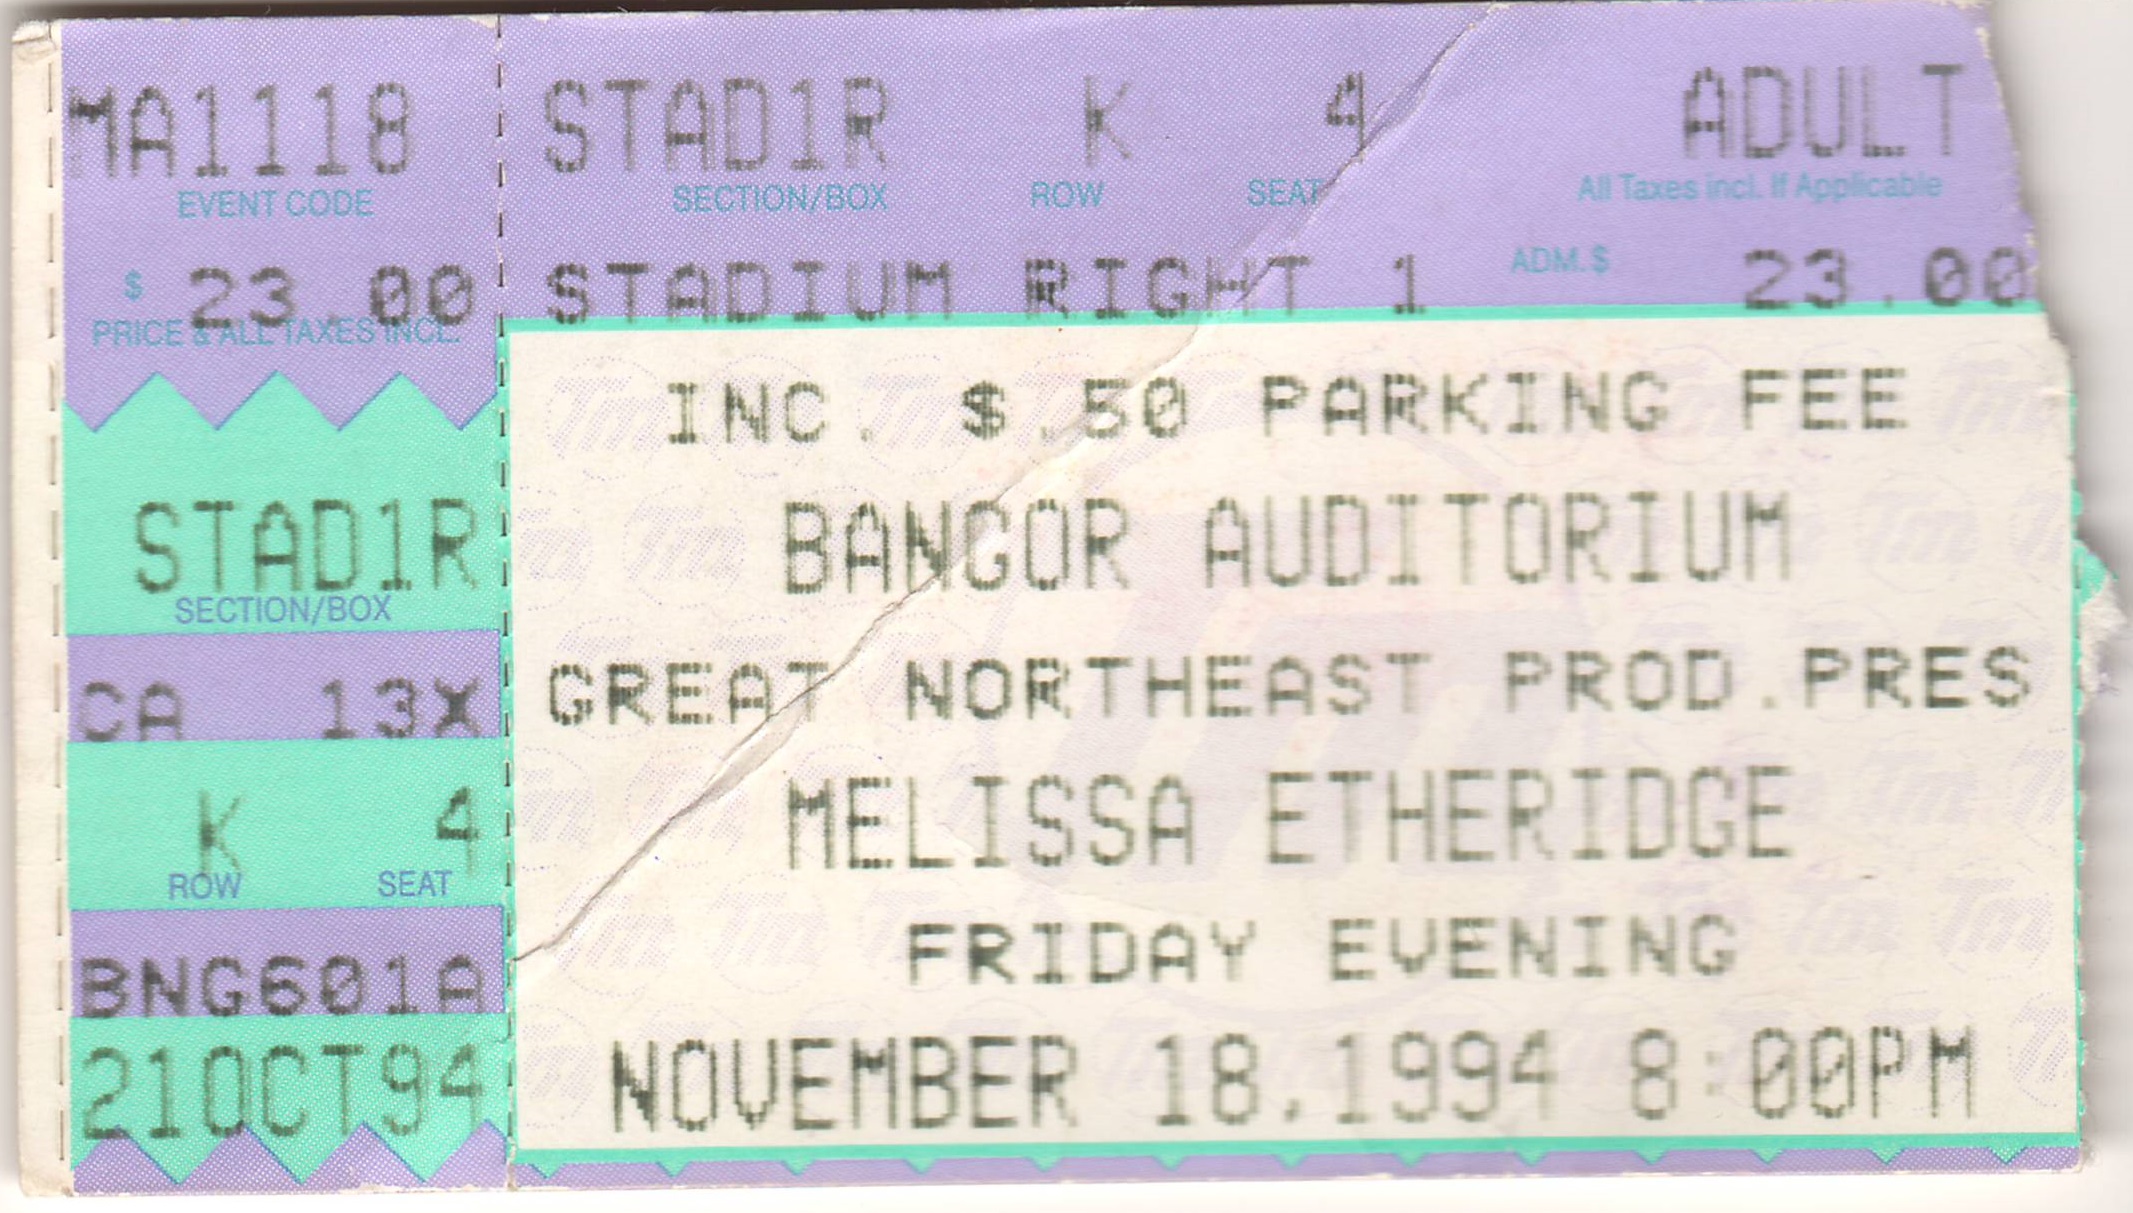 MA1118
EVENT CODE
$ 23.00
PRICE & ALL TAXES INCL.
STAD1R
SECTION/BOX
CA 13X
K 4
ROW SEAT
BNG601A
21OCT94
STAD1R K 4 ADULT
SECTION/BOX ROW SEAT All Taxes incl. If Applicable
STADIUM RIGHT 1 ADM.$ 23.00
INC. $.50 PARKING FEE
BANGOR AUDITORIUM
GREAT NORTHEAST PROD.PRES
MELISSA ETHERIDGE
FRIDAY EVENING
NOVEMBER 18,1994 8:00PM